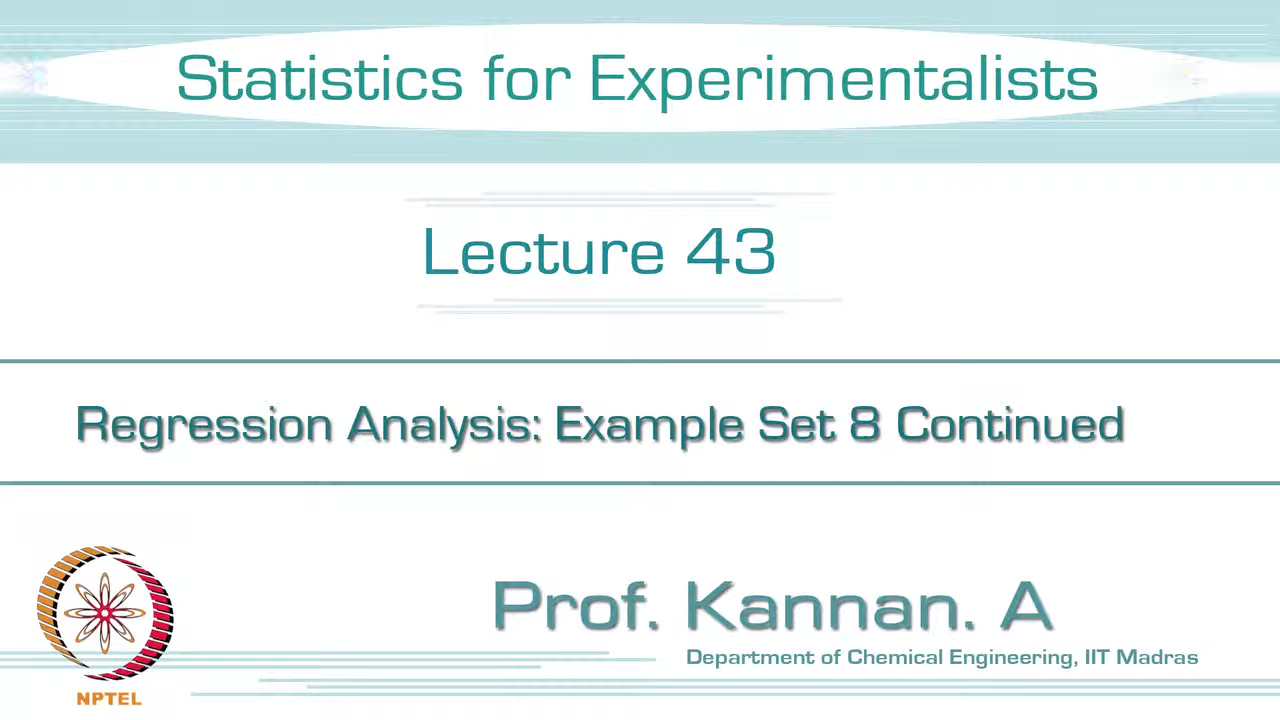 Statistics for Experimentalists
Lecture 43
Regression Analysis: Example Set 8 Continued
Prof. Kannan. A
Department of Chemical Engineering, IIT Madras
NPTEL